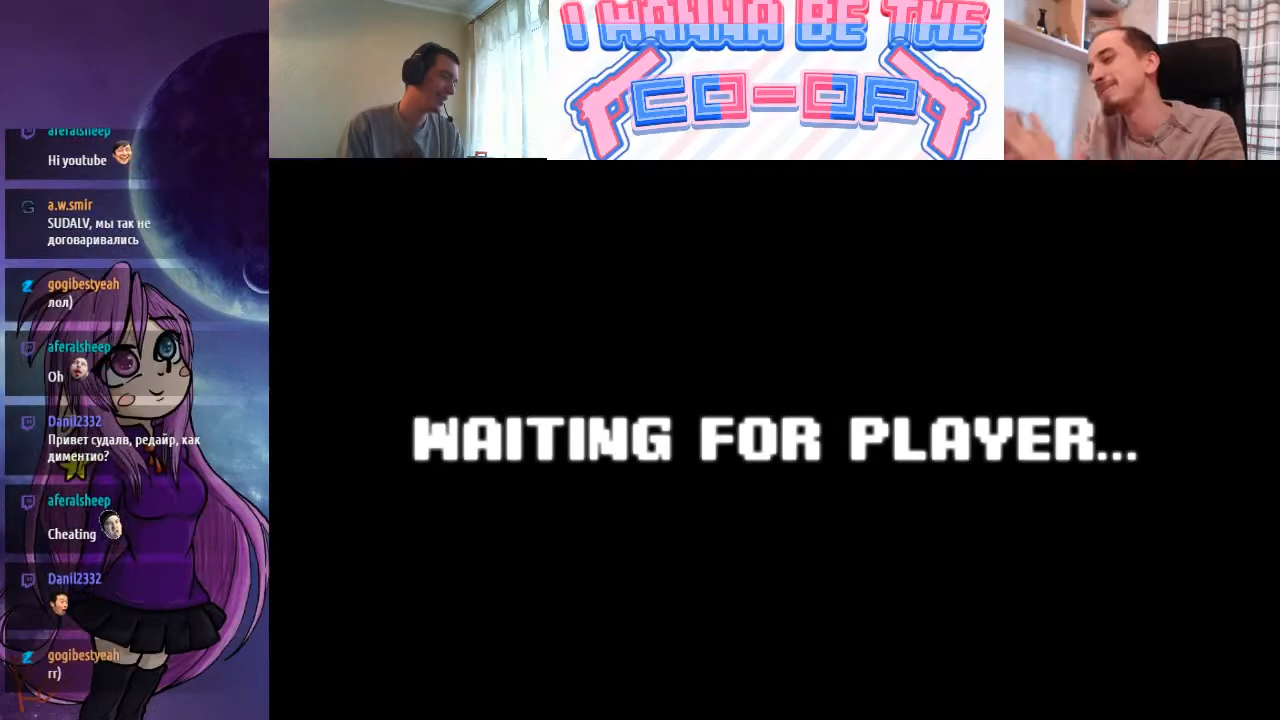 I WANNA BE THE
CO-OP
aferalsheep
Hi youtube
a.w.smir
SUDALV, мы так не
договаривались
gogibestyeah
лол)
aferalsheep
Oh
Danil2332
Привет судалв, редайр, как
диментио?
aferalsheep
Cheating
Danil2332
gogibestyeah
гг)
WAITING FOR PLAYER...